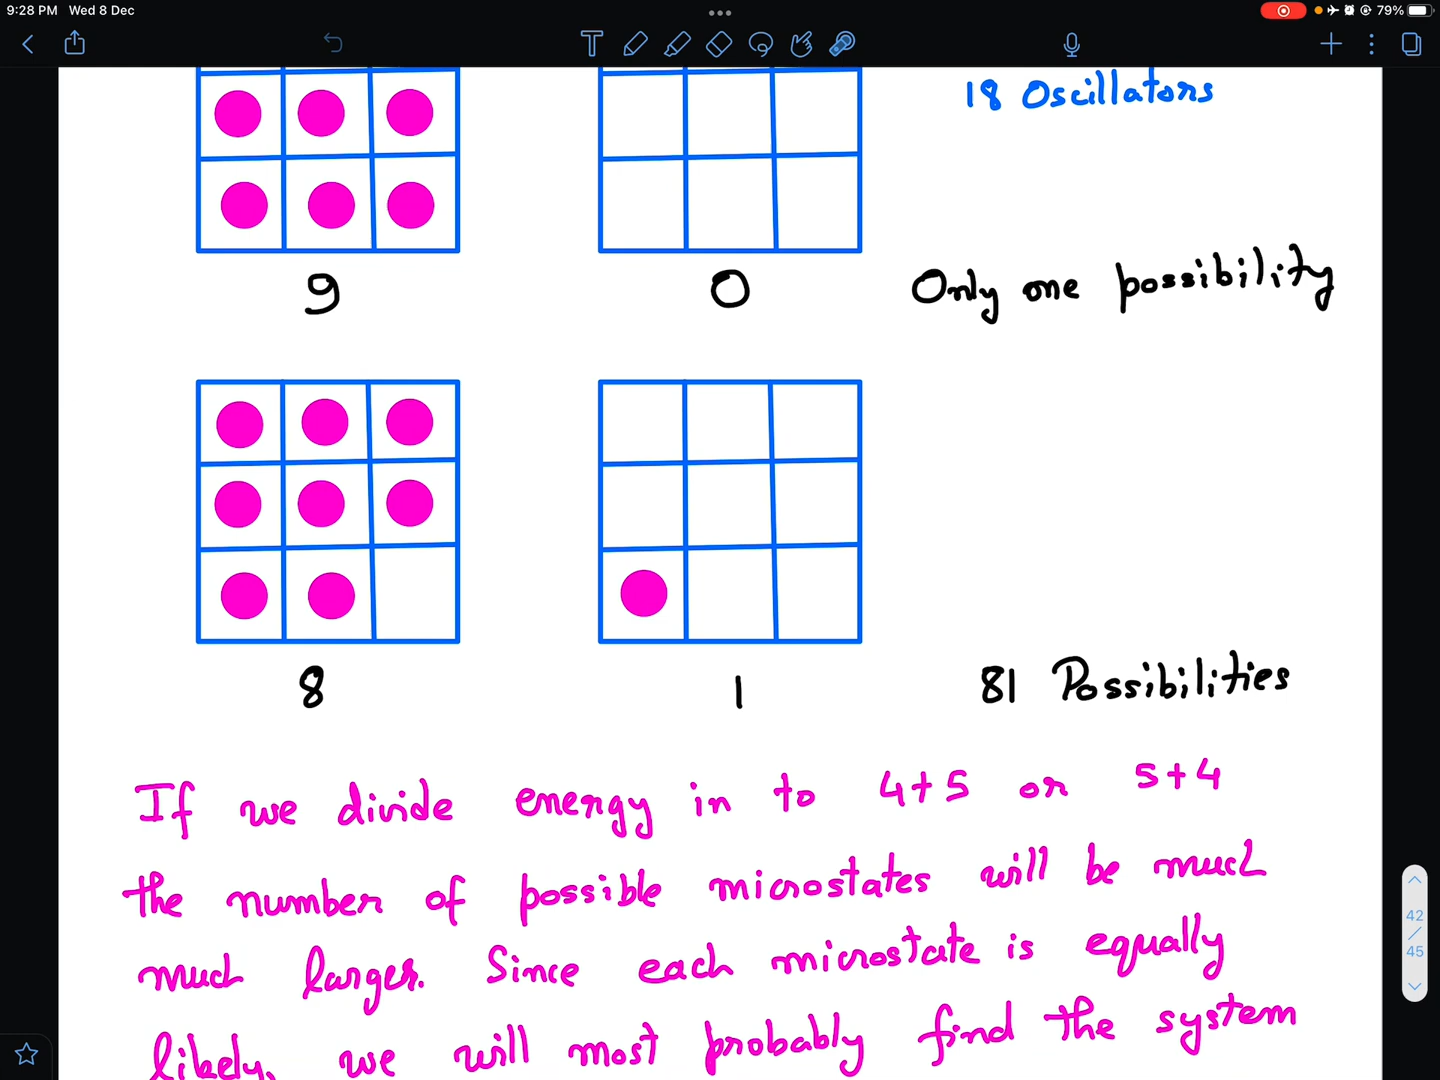 9:28 PM Wed 8 Dec
79%
18 Oscillators
9 0 Only one possibility
8 1 81 Possibilities
If we divide energy in to 4+5 or 5+4
the number of possible microstates will be much
much larger. Since each microstate is equally
likely, we will most probably find the system
42
/
45